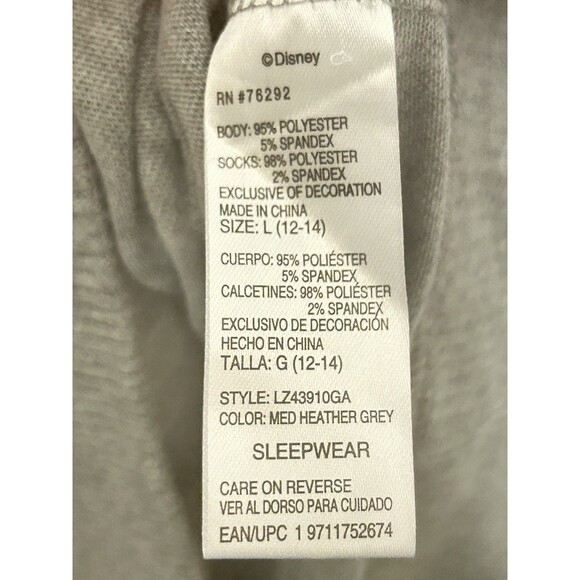 ©Disney
RN #76292
BODY: 95% POLYESTER
5% SPANDEX
SOCKS: 98% POLYESTER
2% SPANDEX
EXCLUSIVE OF DECORATION
MADE IN CHINA
SIZE: L (12-14)
CUERPO: 95% POLIÉSTER
5% SPANDEX
CALCETINES: 98% POLIÉSTER
2% SPANDEX
EXCLUSIVO DE DECORACIÓN
HECHO EN CHINA
TALLA: G (12-14)
STYLE: LZ43910GA
COLOR: MED HEATHER GREY
SLEEPWEAR
CARE ON REVERSE
VER AL DORSO PARA CUIDADO
EAN/UPC 1 9711752674